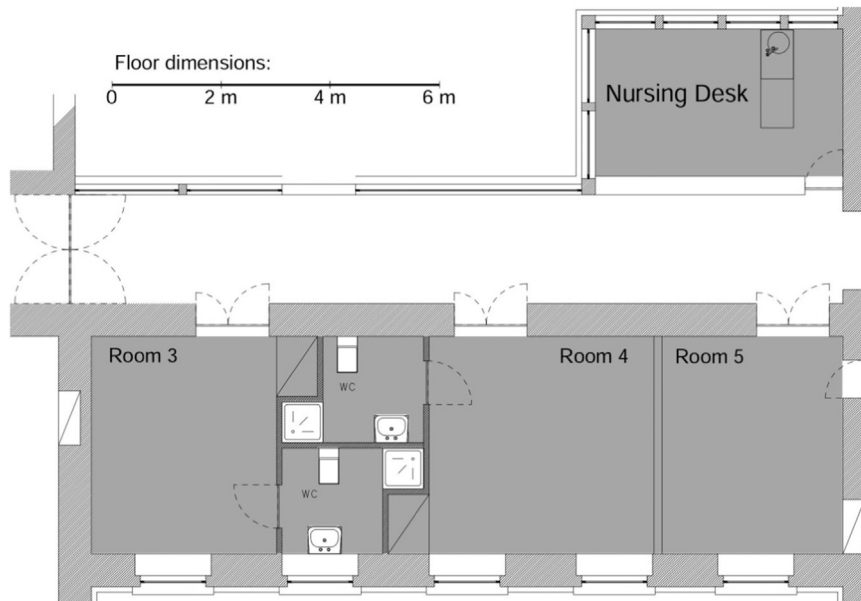 Floor dimensions:
0 2 m 4 m 6 m
Nursing Desk
Room 3
WC
Room 4
Room 5
WC